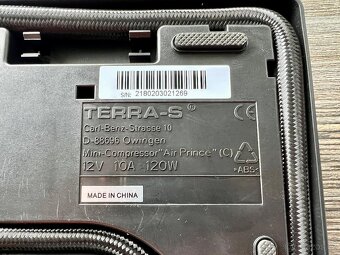 S/N: 2180203021269
TERRA-S®
Carl-Benz-Strasse 10
D-88696 Owingen
Mini-Compressor "Air Prince" (C)
12V 10A - 120W
>ABS<
MADE IN CHINA